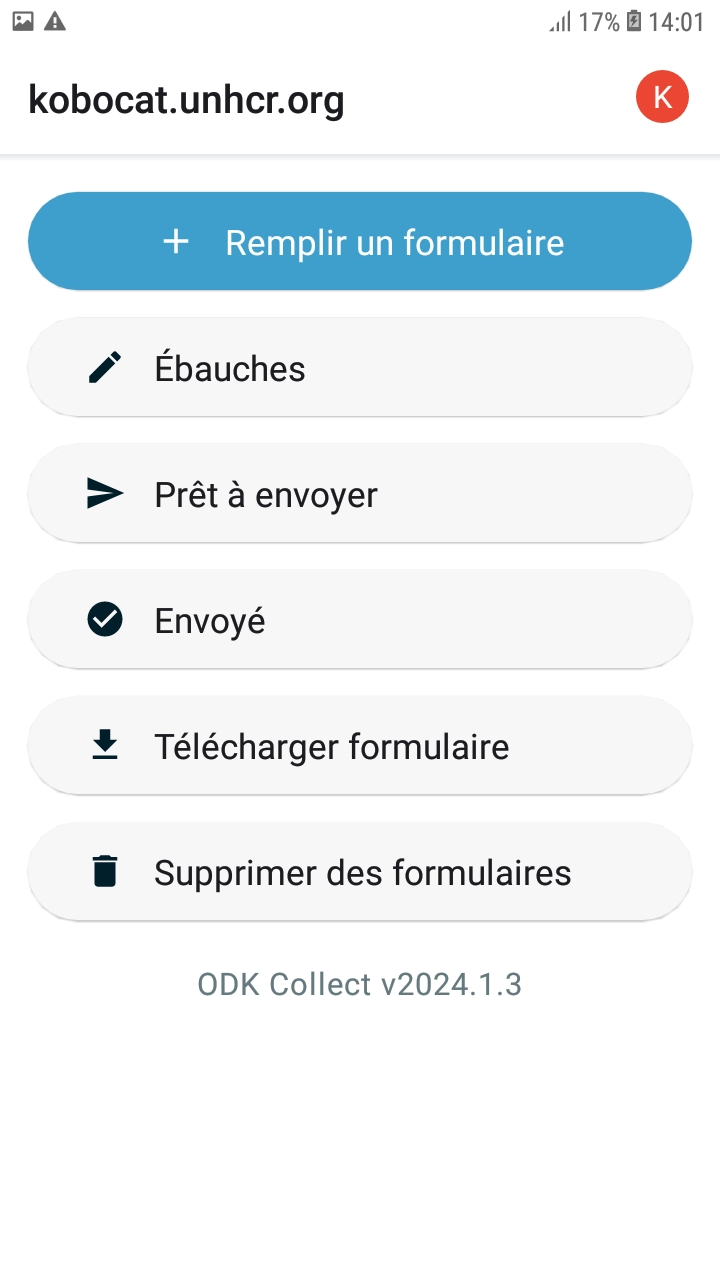 17% 14:01
kobocat.unhcr.org
K
+ Remplir un formulaire
Ébauches
Prêt à envoyer
Envoyé
Télécharger formulaire
Supprimer des formulaires
ODK Collect v2024.1.3